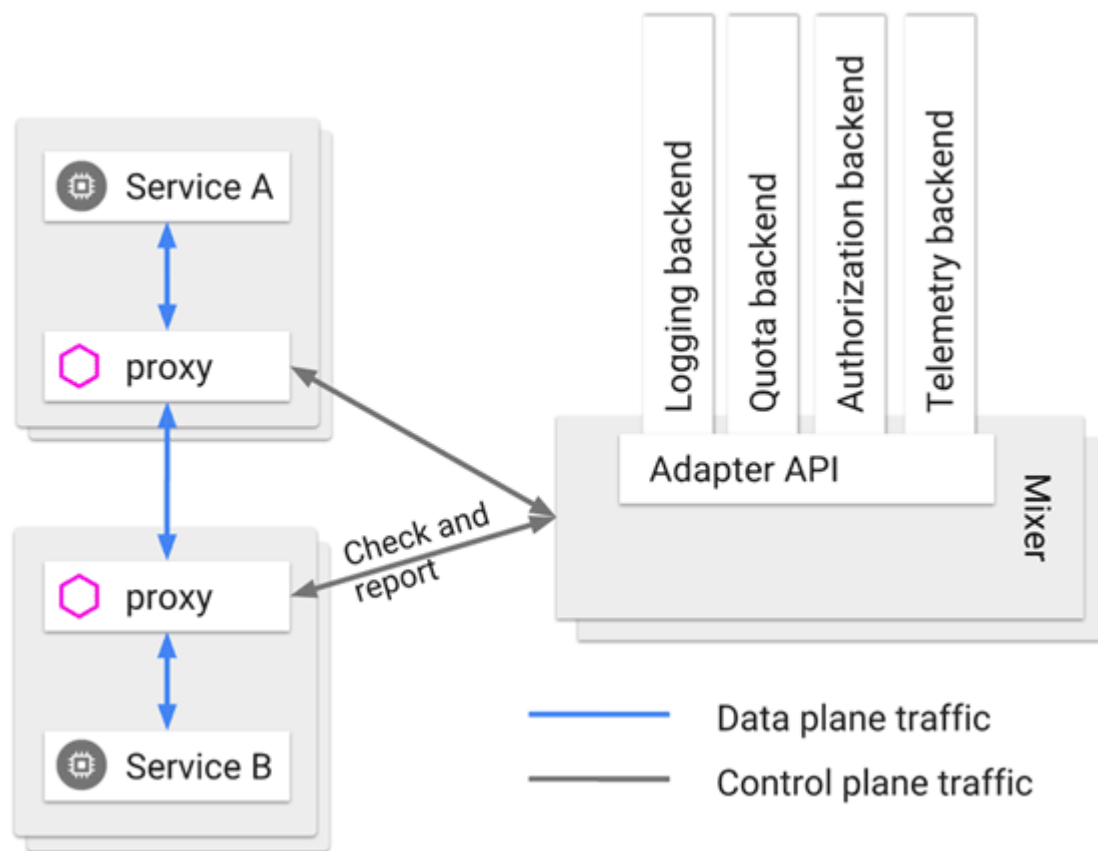 Service A
proxy
proxy
Service B
Check and
report
Logging backend
Quota backend
Authorization backend
Telemetry backend
Adapter API
Mixer
Data plane traffic
Control plane traffic